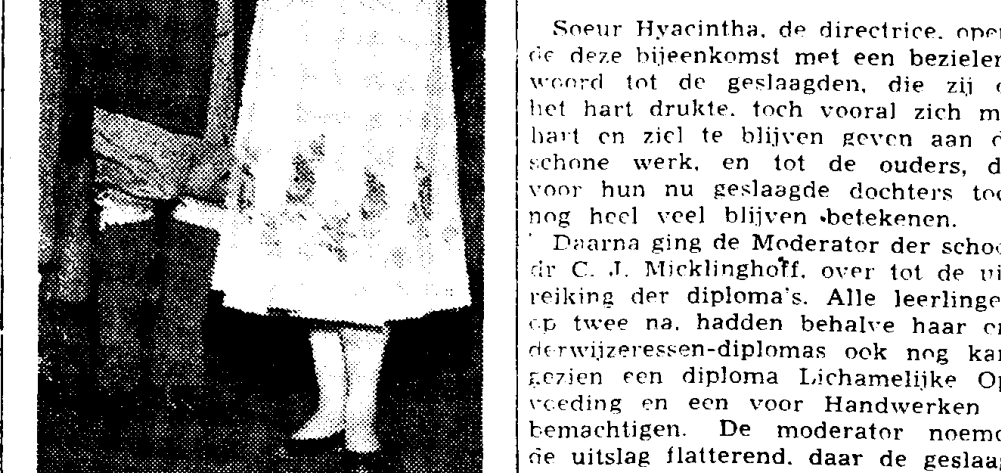 Soeur Hyacintha, de directrice. open
de deze bijeenkomst met een bezieler
woord tot de geslaagden, die zij o
het hart drukte. toch vooral zich m
hart en ziel te blijven geven aan d
schone werk, en tot de ouders, d
voor hun nu geslaagde dochters toc
nog heel veel blijven betekenen.
Daarna ging de Moderator der schoo
dr C. J. Micklinghoff. over tot de ui
reiking der diploma's. Alle leerlinge
op twee na, hadden behalve haar on
derwijzeressen-diplomas ook nog kan
gezien een diploma Lichamelijke Op
voeding en een voor Handwerken
bemachtigen. De moderator noemd
de uitslag flatterend. daar de geslaag